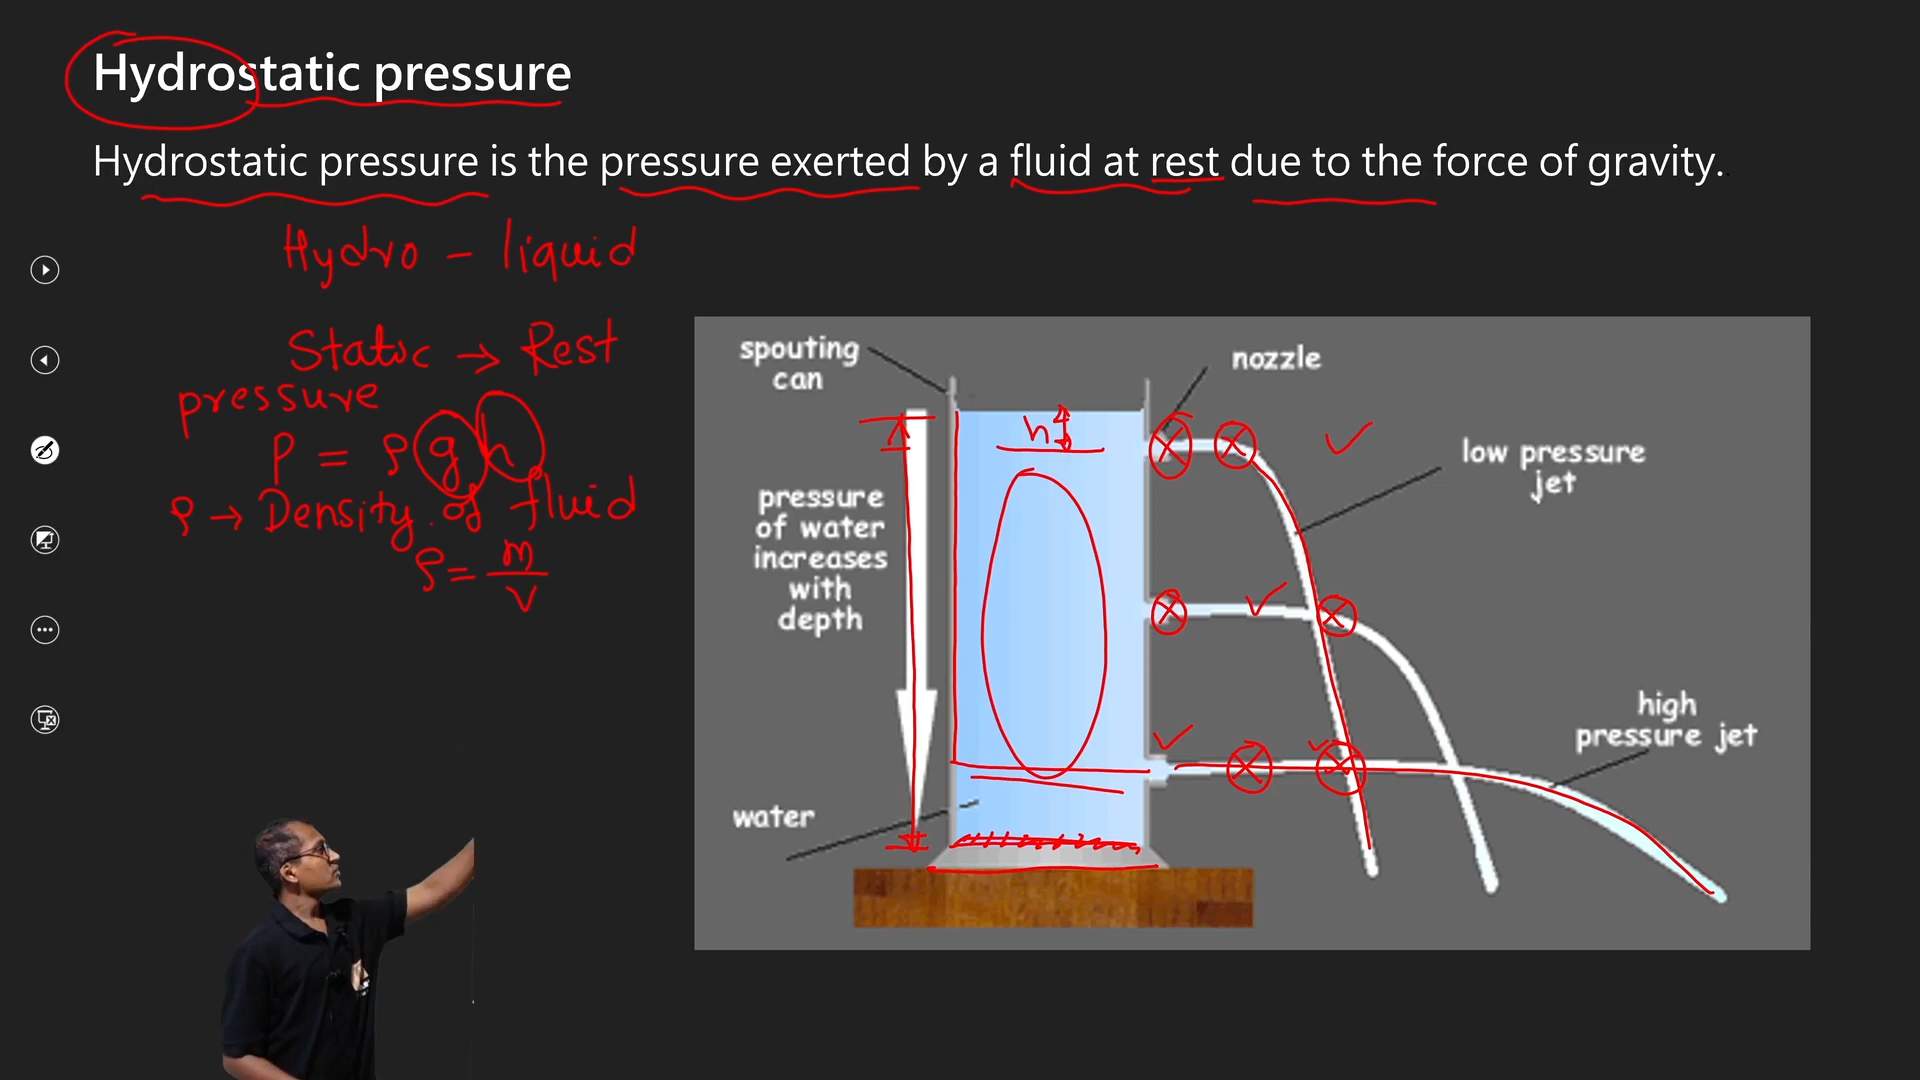 Hydrostatic pressure
Hydrostatic pressure is the pressure exerted by a fluid at rest due to the force of gravity.
Hydro - liquid
Static → Rest
pressure
P = ρgh
ρ → Density of fluid
ρ = m/v
spouting
can
nozzle
h
low pressure
jet
pressure
of water
increases
with
depth
high
pressure jet
water